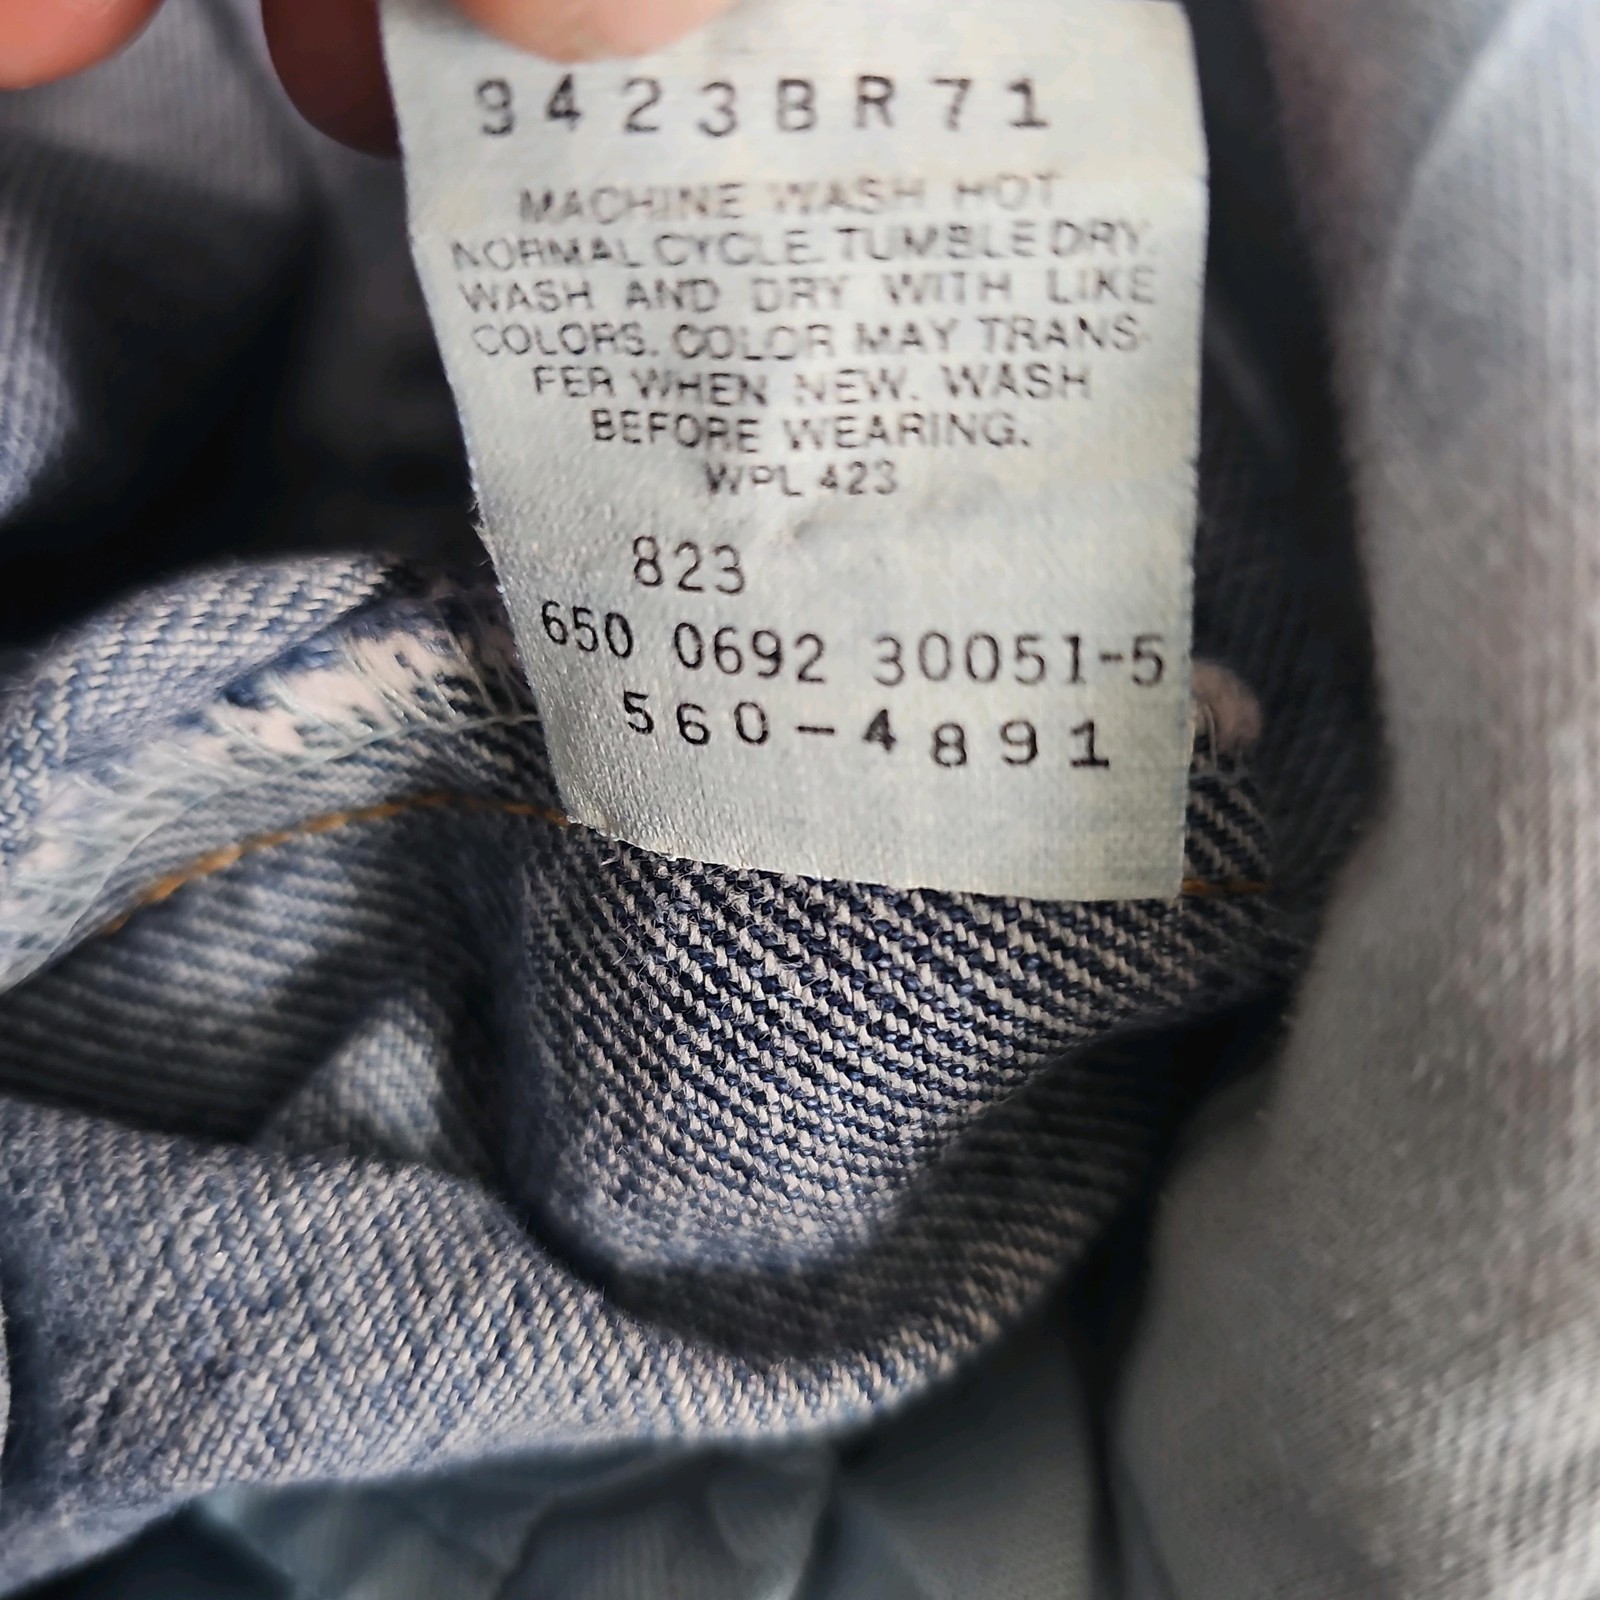 9423BR71
MACHINE WASH HOT
NORMAL CYCLE. TUMBLE DRY.
WASH AND DRY WITH LIKE
COLORS. COLOR MAY TRANS-
FER WHEN NEW. WASH
BEFORE WEARING.
WPL 423
823
650 0692 30051-5
560-4891